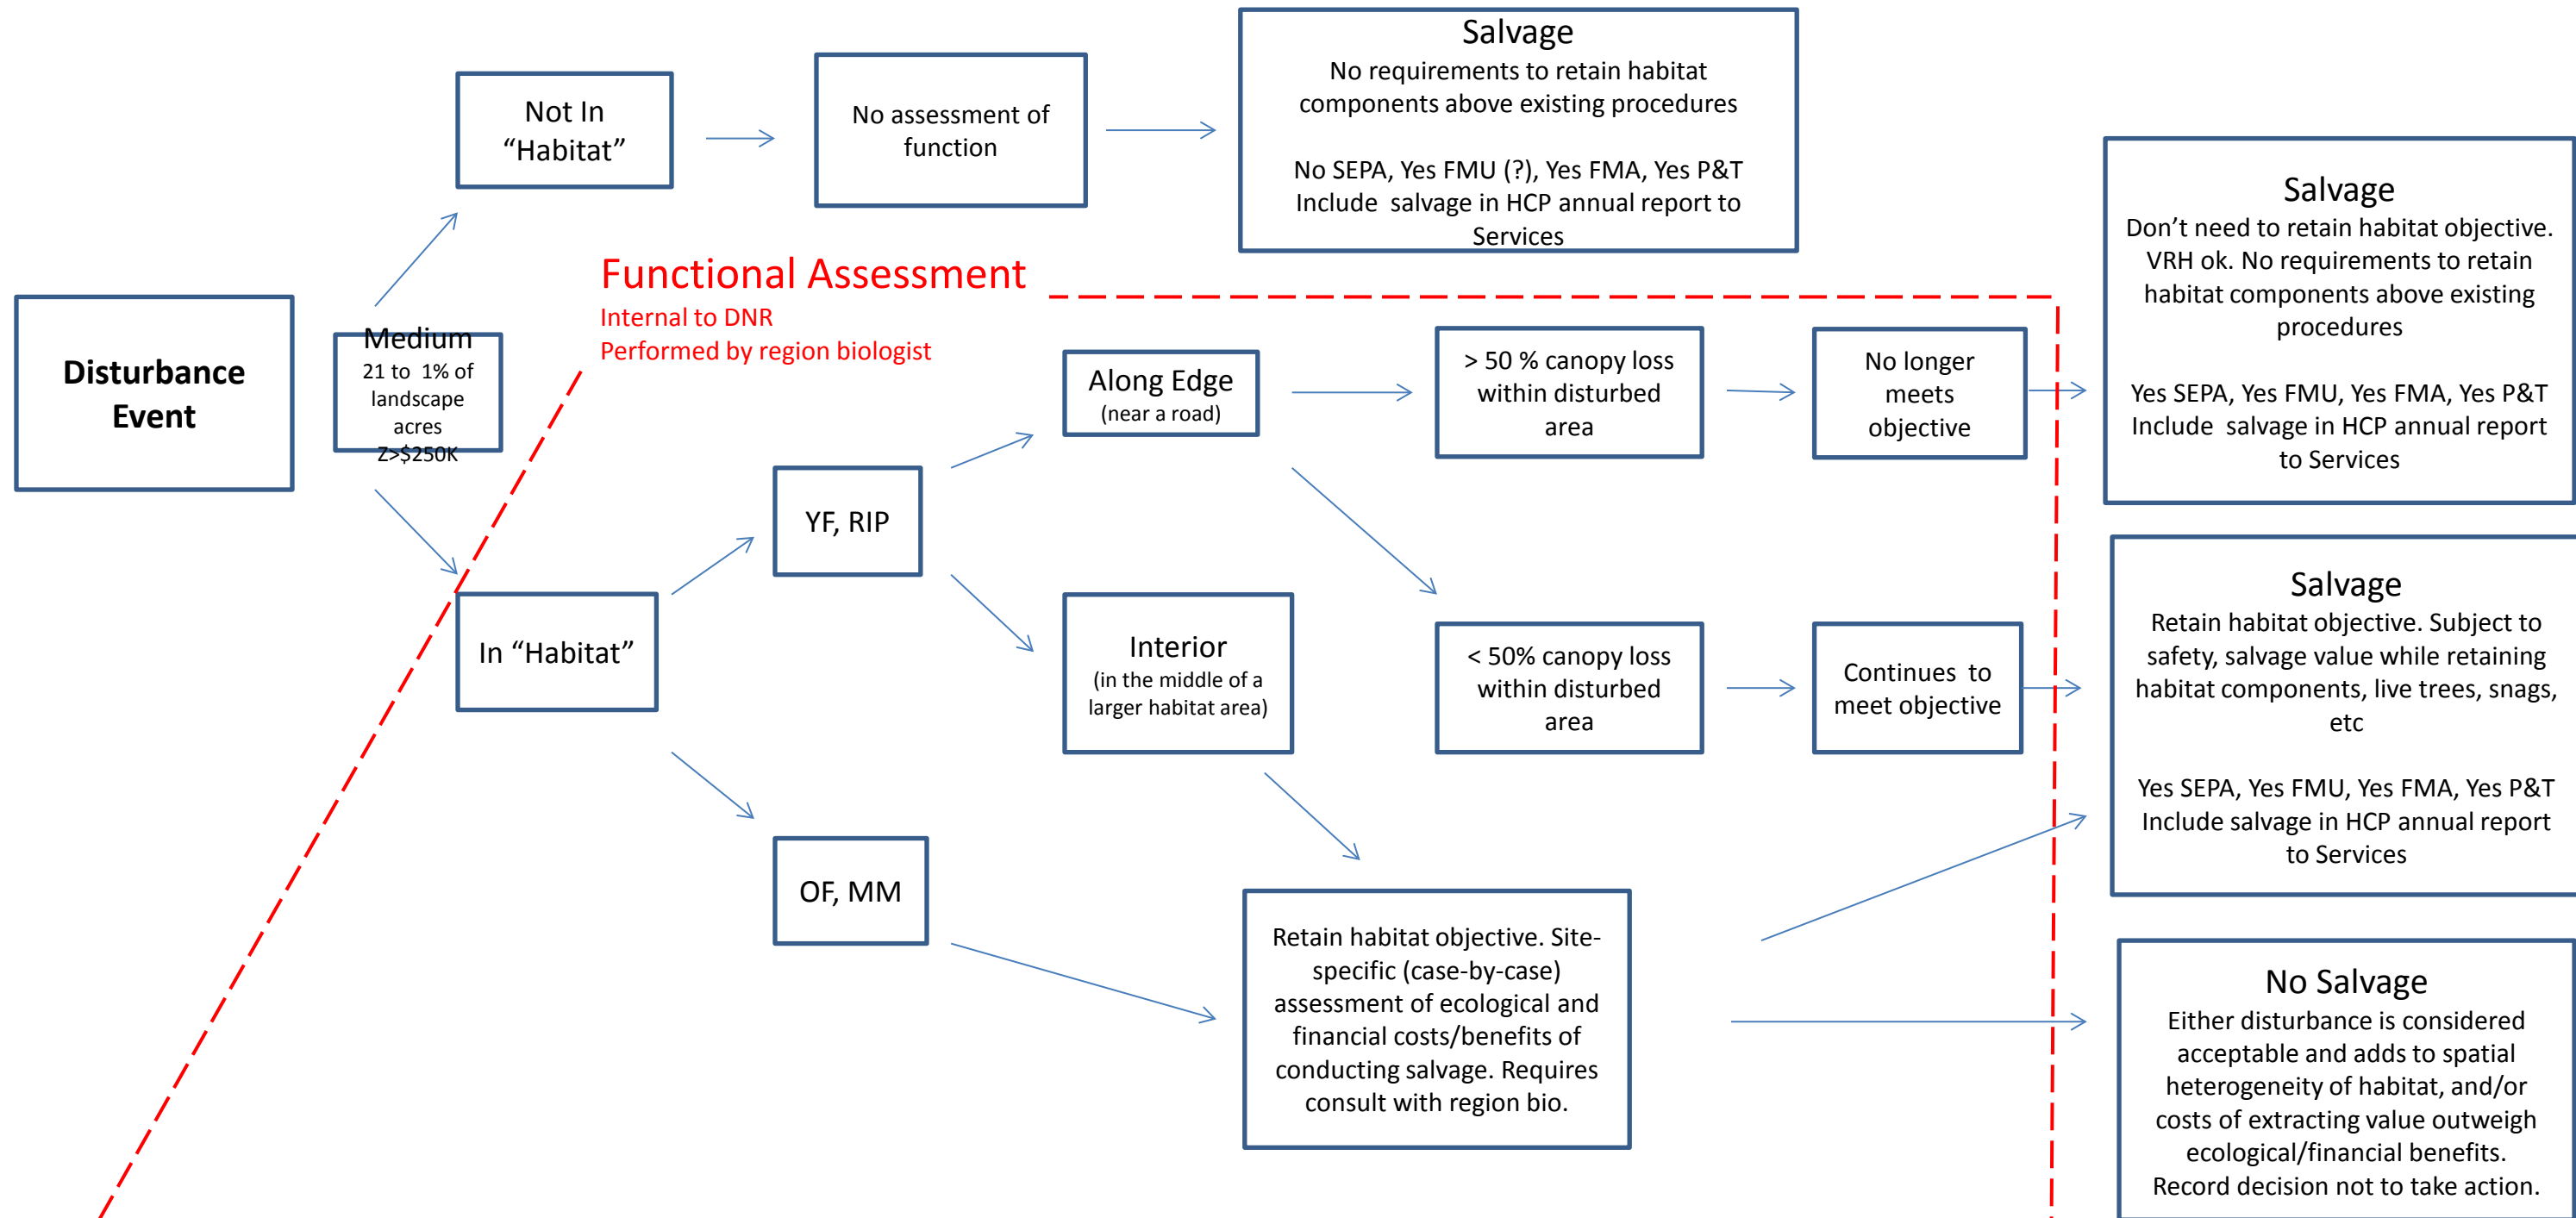 Disturbance
Event
Medium
21 to 1% of
landscape
acres
Z>$250K
Not In
“Habitat”
No assessment of
function
Salvage
No requirements to retain habitat
components above existing procedures
No SEPA, Yes FMU (?), Yes FMA, Yes P&T
Include salvage in HCP annual report to
Services
Functional Assessment
Internal to DNR
Performed by region biologist
In “Habitat”
YF, RIP
OF, MM
Along Edge
(near a road)
Interior
(in the middle of a
larger habitat area)
> 50 % canopy loss
within disturbed
area
No longer
meets
objective
< 50% canopy loss
within disturbed
area
Continues to
meet objective
Retain habitat objective. Site-
specific (case-by-case)
assessment of ecological and
financial costs/benefits of
conducting salvage. Requires
consult with region bio.
Salvage
Don’t need to retain habitat objective.
VRH ok. No requirements to retain
habitat components above existing
procedures
Yes SEPA, Yes FMU, Yes FMA, Yes P&T
Include salvage in HCP annual report
to Services
Salvage
Retain habitat objective. Subject to
safety, salvage value while retaining
habitat components, live trees, snags,
etc
Yes SEPA, Yes FMU, Yes FMA, Yes P&T
Include salvage in HCP annual report
to Services
No Salvage
Either disturbance is considered
acceptable and adds to spatial
heterogeneity of habitat, and/or
costs of extracting value outweigh
ecological/financial benefits.
Record decision not to take action.